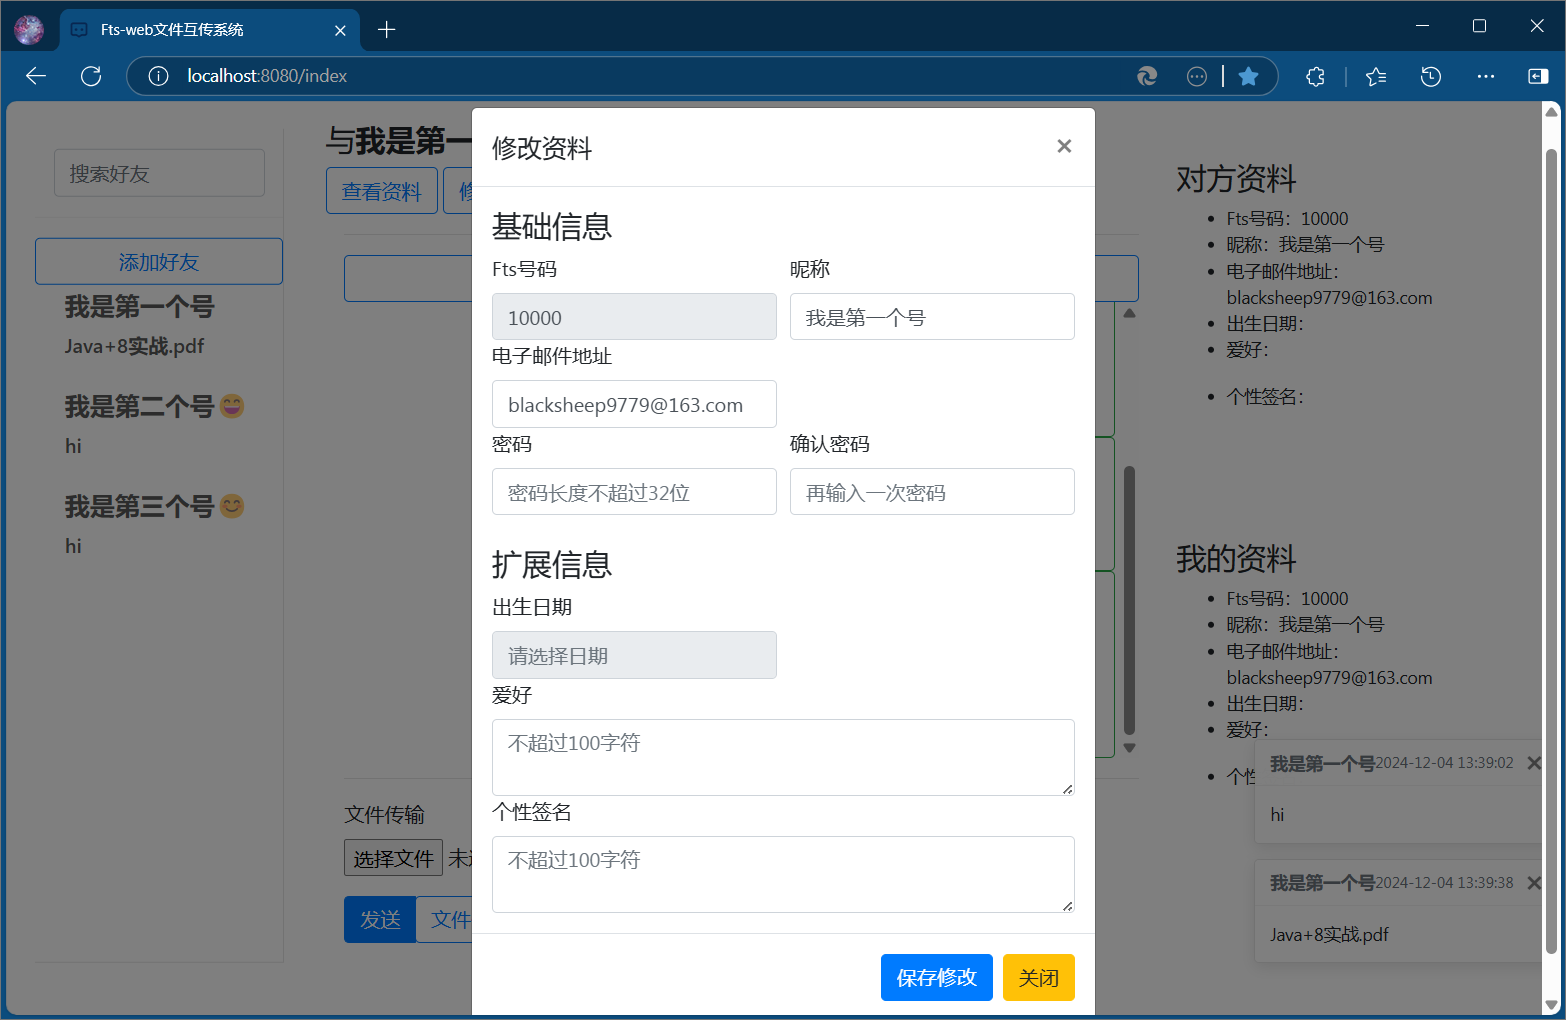 Fts-web文件互传系统
localhost:8080/index
搜索好友
添加好友
我是第一个号
Java+8实战.pdf
我是第二个号😄
hi
我是第三个号😊
hi
与我是第一
查看资料
文件传输
选择文件
发送
文件
修改资料
×
基础信息
Fts号码
昵称
10000
我是第一个号
电子邮件地址
blacksheep9779@163.com
密码
确认密码
密码长度不超过32位
再输入一次密码
扩展信息
出生日期
请选择日期
爱好
不超过100字符
个性签名
不超过100字符
保存修改
关闭
对方资料
• Fts号码：10000
• 昵称：我是第一个号
• 电子邮件地址：
blacksheep9779@163.com
• 出生日期：
• 爱好：
• 个性签名：
我的资料
• Fts号码：10000
• 昵称：我是第一个号
• 电子邮件地址：
blacksheep9779@163.com
• 出生日期：
• 爱好：
• 个性
我是第一个号2024-12-04 13:39:02 ×
hi
我是第一个号2024-12-04 13:39:38 ×
Java+8实战.pdf